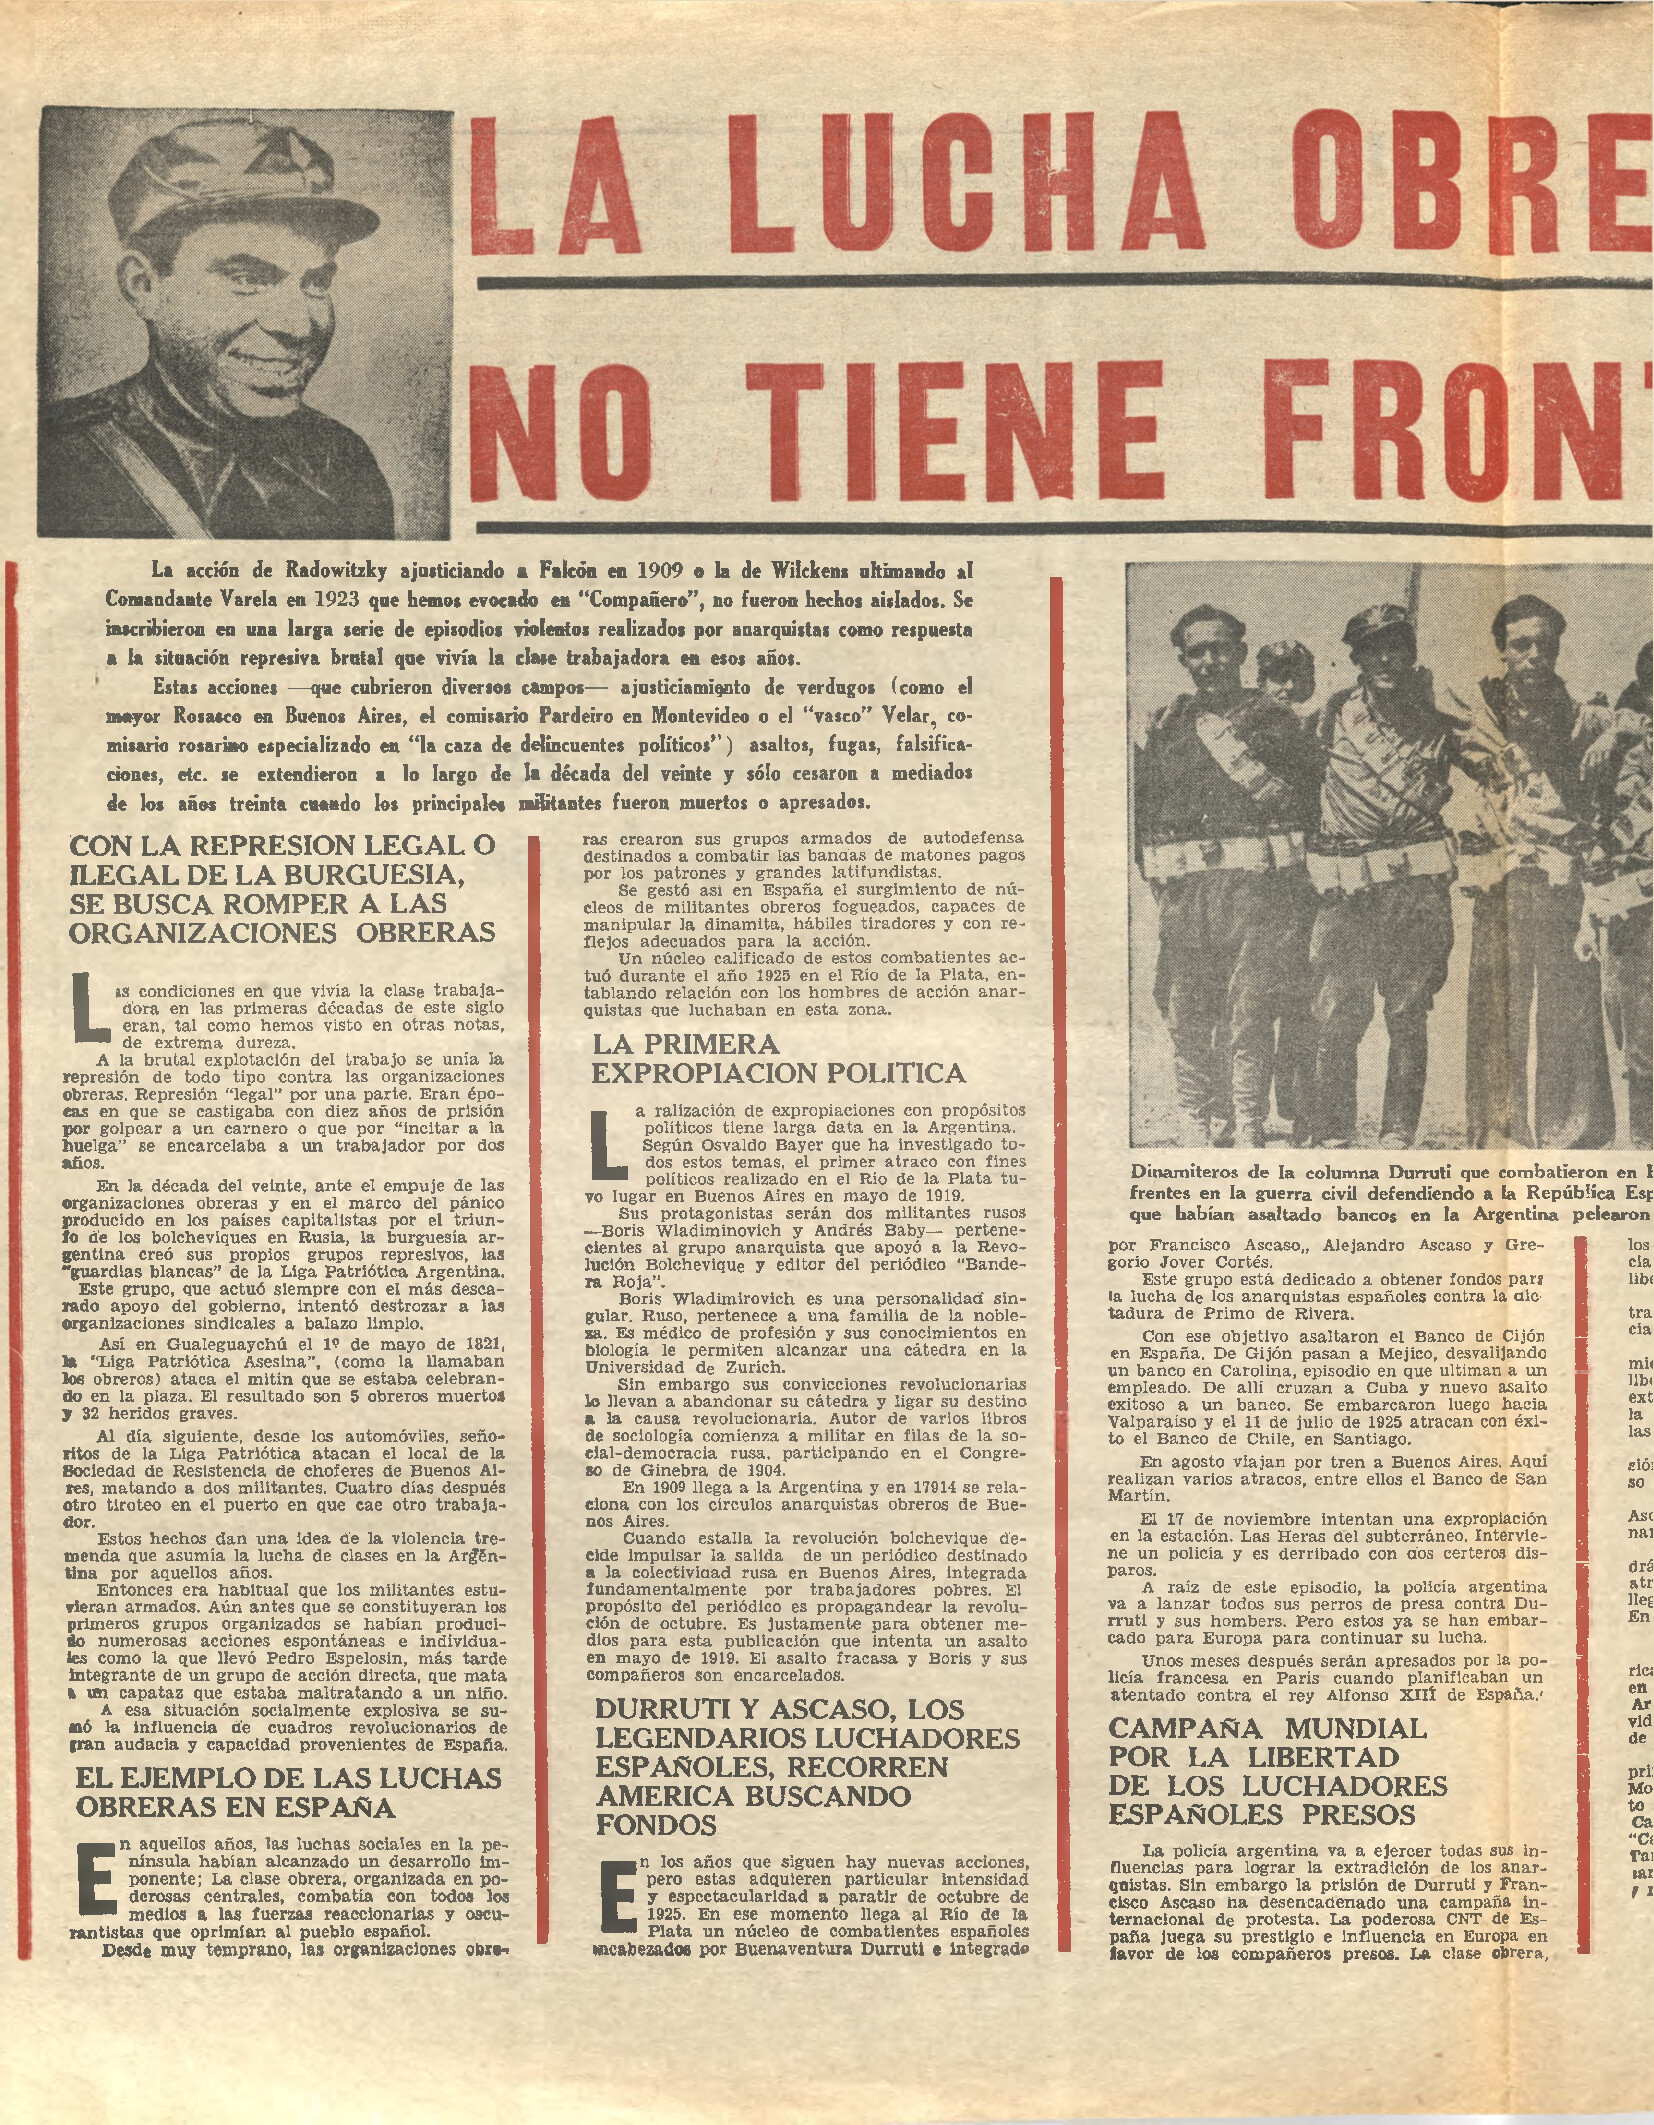 LA LUCHA OBRE
NO TIENE FRON
La acción de Radowitzky ajusticiando a Falcón en 1909 o la de Wilckens ultimando al
Comandante Varela en 1923 que hemos evocado en "Compañero", no fueron hechos aislados. Se
inscribieron en una larga serie de episodios violentos realizados por anarquistas como respuesta
a la situación represiva brutal que vivía la clase trabajadora en esos años.
Estas acciones —que cubrieron diversos campos— ajusticiamiento de verdugos (como el
mayor Rosasco en Buenos Aires, el comisario Pardeiro en Montevideo o el "vasco" Velar, co-
misario rosarino especializado en "la caza de delincuentes políticos") asaltos, fugas, falsifica-
ciones, etc. se extendieron a lo largo de la década del veinte y sólo cesaron a mediados
de los años treinta cuando los principales militantes fueron muertos o apresados.
CON LA REPRESION LEGAL O
ILEGAL DE LA BURGUESIA,
SE BUSCA ROMPER A LAS
ORGANIZACIONES OBRERAS
Las condiciones en que vivía la clase trabaja-
dora en las primeras décadas de este siglo
eran, tal como hemos visto en otras notas,
de extrema dureza.
A la brutal explotación del trabajo se unía la
represión de todo tipo contra las organizaciones
obreras. Represión "legal" por una parte. Eran épo-
cas en que se castigaba con diez años de prisión
por golpear a un carnero o que por "incitar a la
huelga" se encarcelaba a un trabajador por dos
años.
En la década del veinte, ante el empuje de las
organizaciones obreras y en el marco del pánico
producido en los países capitalistas por el triun-
fo de los bolcheviques en Rusia, la burguesía ar-
gentina creó sus propios grupos represivos, las
"guardias blancas" de la Liga Patriótica Argentina.
Este grupo, que actuó siempre con el más desca-
rado apoyo del gobierno, intentó destrozar a las
organizaciones sindicales a balazo limpio.
Así en Gualeguaychú el 1º de mayo de 1821,
la "Liga Patriótica Asesina", (como la llamaban
los obreros) ataca el mitin que se estaba celebran-
do en la plaza. El resultado son 5 obreros muertos
y 32 heridos graves.
Al día siguiente, desde los automóviles, seño-
ritos de la Liga Patriótica atacan el local de la
Sociedad de Resistencia de choferes de Buenos Ai-
res, matando a dos militantes. Cuatro días después
otro tiroteo en el puerto en que cae otro trabaja-
dor.
Estos hechos dan una idea de la violencia tre-
menda que asumía la lucha de clases en la Argen-
tina por aquellos años.
Entonces era habitual que los militantes estu-
vieran armados. Aún antes que se constituyeran los
primeros grupos organizados se habían produci-
do numerosas acciones espontáneas e individua-
les como la que llevó Pedro Espelosin, más tarde
integrante de un grupo de acción directa, que mata
a un capataz que estaba maltratando a un niño.
A esa situación socialmente explosiva se su-
mó la influencia de cuadros revolucionarios de
gran audacia y capacidad provenientes de España.
EL EJEMPLO DE LAS LUCHAS
OBRERAS EN ESPAÑA
En aquellos años, las luchas sociales en la pe-
nínsula habían alcanzado un desarrollo im-
ponente; La clase obrera, organizada en po-
derosas centrales, combatía con todos los
medios a las fuerzas reaccionarias y oscu-
rantistas que oprimían al pueblo español.
Desde muy temprano, las organizaciones obre-
ras crearon sus grupos armados de autodefensa
destinados a combatir las bandas de matones pagos
por los patrones y grandes latifundistas.
Se gestó así en España el surgimiento de nú-
cleos de militantes obreros fogueados, capaces de
manipular la dinamita, hábiles tiradores y con re-
flejos adecuados para la acción.
Un núcleo calificado de estos combatientes ac-
tuó durante el año 1925 en el Río de la Plata, en-
tablando relación con los hombres de acción anar-
quistas que luchaban en esta zona.
LA PRIMERA
EXPROPIACION POLITICA
La ralización de expropiaciones con propósitos
políticos tiene larga data en la Argentina.
Según Osvaldo Bayer que ha investigado to-
dos estos temas, el primer atraco con fines
políticos realizado en el Río de la Plata tu-
vo lugar en Buenos Aires en mayo de 1919.
Sus protagonistas serán dos militantes rusos
—Boris Wladiminovich y Andrés Baby— pertene-
cientes al grupo anarquista que apoyó a la Revo-
lución Bolchevique y editor del periódico "Bande-
ra Roja".
Boris Wladimirovich es una personalidad sin-
gular. Ruso, pertenece a una familia de la noble-
za. Es médico de profesión y sus conocimientos en
biología le permiten alcanzar una cátedra en la
Universidad de Zurich.
Sin embargo sus convicciones revolucionarias
lo llevan a abandonar su cátedra y ligar su destino
a la causa revolucionaria. Autor de varios libros
de sociología comienza a militar en filas de la so-
cial-democracia rusa, participando en el Congre-
so de Ginebra de 1904.
En 1909 llega a la Argentina y en 17914 se rela-
ciona con los círculos anarquistas obreros de Bue-
nos Aires.
Cuando estalla la revolución bolchevique de-
cide impulsar la salida de un periódico destinado
a la colectividad rusa en Buenos Aires, integrada
fundamentalmente por trabajadores pobres. El
propósito del periódico es propagandear la revolu-
ción de octubre. Es justamente para obtener me-
dios para esta publicación que intenta un asalto
en mayo de 1919. El asalto fracasa y Boris y sus
compañeros son encarcelados.
DURRUTI Y ASCASO, LOS
LEGENDARIOS LUCHADORES
ESPAÑOLES, RECORREN
AMERICA BUSCANDO
FONDOS
En los años que siguen hay nuevas acciones,
pero estas adquieren particular intensidad
y espectacularidad a paratir de octubre de
1925. En ese momento llega al Río de la
Plata un núcleo de combatientes españoles
encabezados por Buenaventura Durruti e integrado
Dinamiteros de la columna Durruti que combatieron en
frentes en la guerra civil defendiendo a la República Esp
que habían asaltado bancos en la Argentina pelearon
por Francisco Ascaso,, Alejandro Ascaso y Gre-
gorio Jover Cortés.
Este grupo está dedicado a obtener fondos para
la lucha de los anarquistas españoles contra la dic-
tadura de Primo de Rivera.
Con ese objetivo asaltaron el Banco de Cijón
en España. De Gijón pasan a Mejico, desvalijando
un banco en Carolina, episodio en que ultiman a un
empleado. De allí cruzan a Cuba y nuevo asalto
exitoso a un banco. Se embarcaron luego hacia
Valparaíso y el 11 de julio de 1925 atracan con éxi-
to el Banco de Chile, en Santiago.
En agosto viajan por tren a Buenos Aires. Aquí
realizan varios atracos, entre ellos el Banco de San
Martín.
El 17 de noviembre intentan una expropiación
en la estación. Las Heras del subterráneo. Intervie-
ne un policía y es derribado con dos certeros dis-
paros.
A raíz de este episodio, la policía argentina
va a lanzar todos sus perros de presa contra Du-
rruti y sus hombers. Pero estos ya se han embar-
cado para Europa para continuar su lucha.
Unos meses después serán apresados por la po-
licía francesa en París cuando planificaban un
atentado contra el rey Alfonso XIII de España.
CAMPAÑA MUNDIAL
POR LA LIBERTAD
DE LOS LUCHADORES
ESPAÑOLES PRESOS
La policía argentina va a ejercer todas sus in-
fluencias para lograr la extradición de los anar-
quistas. Sin embargo la prisión de Durruti y Fran-
cisco Ascaso ha desencadenado una campaña in-
ternacional de protesta. La poderosa CNT de Es-
paña juega su prestigio e influencia en Europa en
favor de los compañeros presos. La clase obrera,
los
cla
libe
tra
cia
mie
ext
la
las
sión
so
Asc
nar
drá
atr
lleg
En
rica
en
Ar
vid
de
pri
Mo
to
Ca